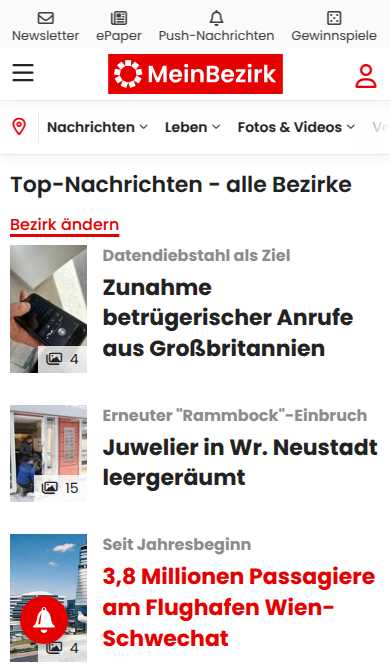 Newsletter
ePaper
Push-Nachrichten
Gewinnspiele
MeinBezirk
Nachrichten
Leben
Fotos & Videos
Top-Nachrichten - alle Bezirke
Bezirk ändern
Datendiebstahl als Ziel
Zunahme
betrügerischer Anrufe
aus Großbritannien
4
Erneuter "Rammbock"-Einbruch
Juwelier in Wr. Neustadt
leergeräumt
15
Seit Jahresbeginn
3,8 Millionen Passagiere
am Flughafen Wien-
Schwechat
4